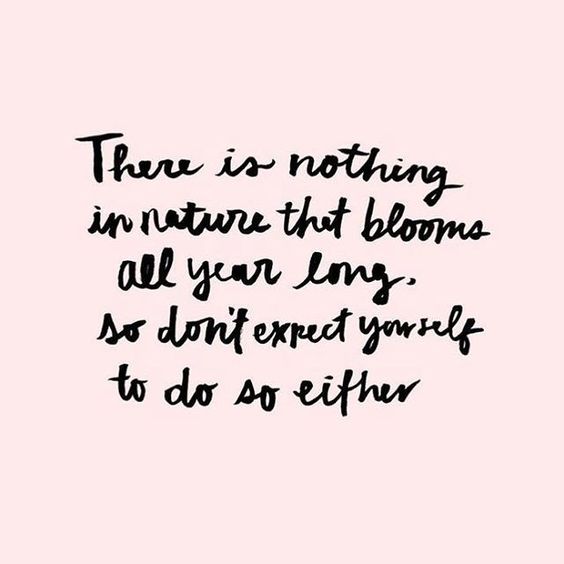 There is nothing
in nature that blooms
all year long.
so don't expect yourself
to do so either